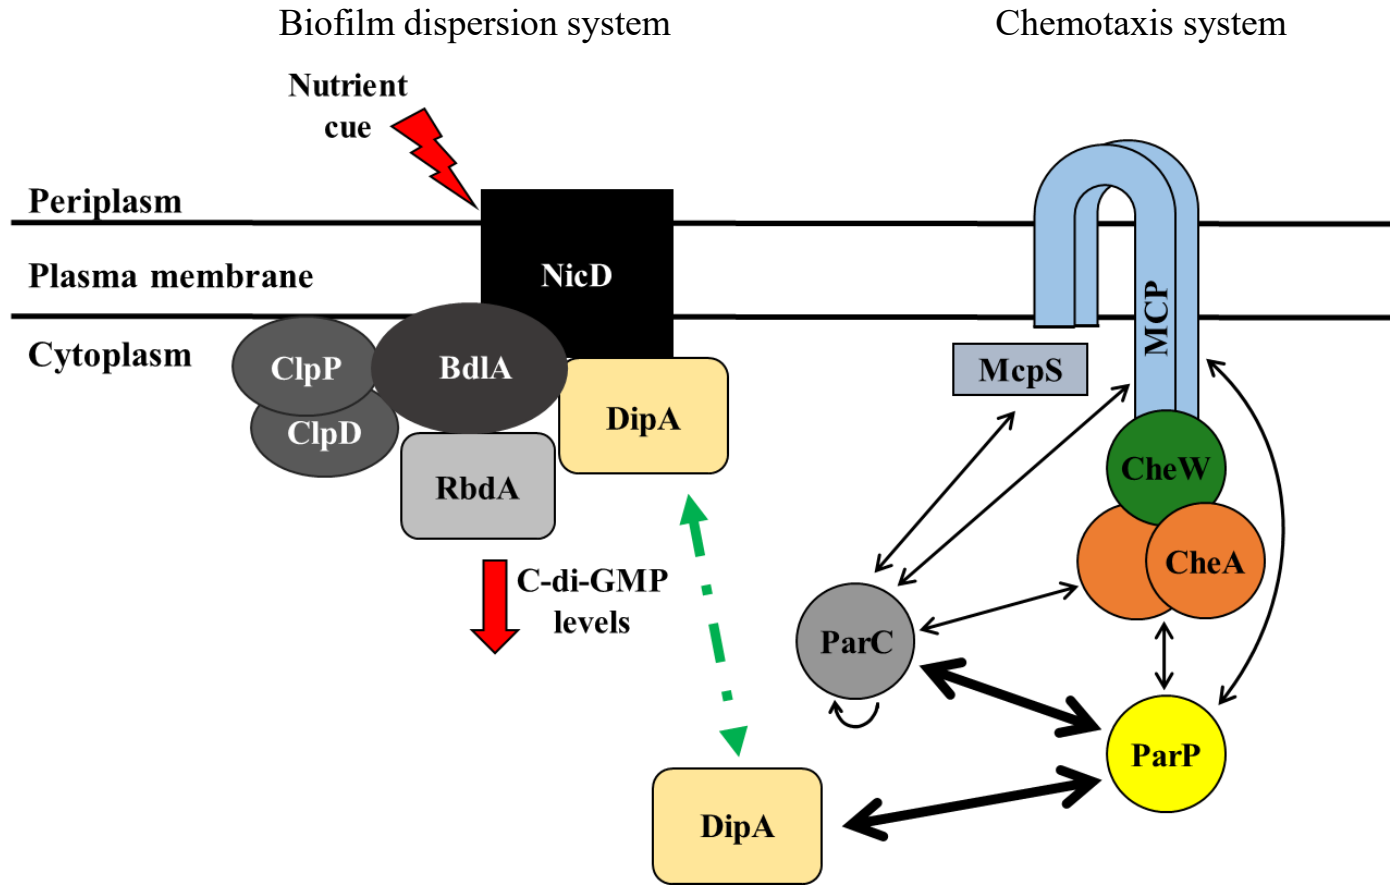 Biofilm dispersion system
Chemotaxis system
Nutrient
cue
Periplasm
Plasma membrane
Cytoplasm
NicD
ClpP
BdlA
ClpD
DipA
RbdA
C-di-GMP
levels
MCP
McpS
CheW
CheA
ParC
ParP
DipA